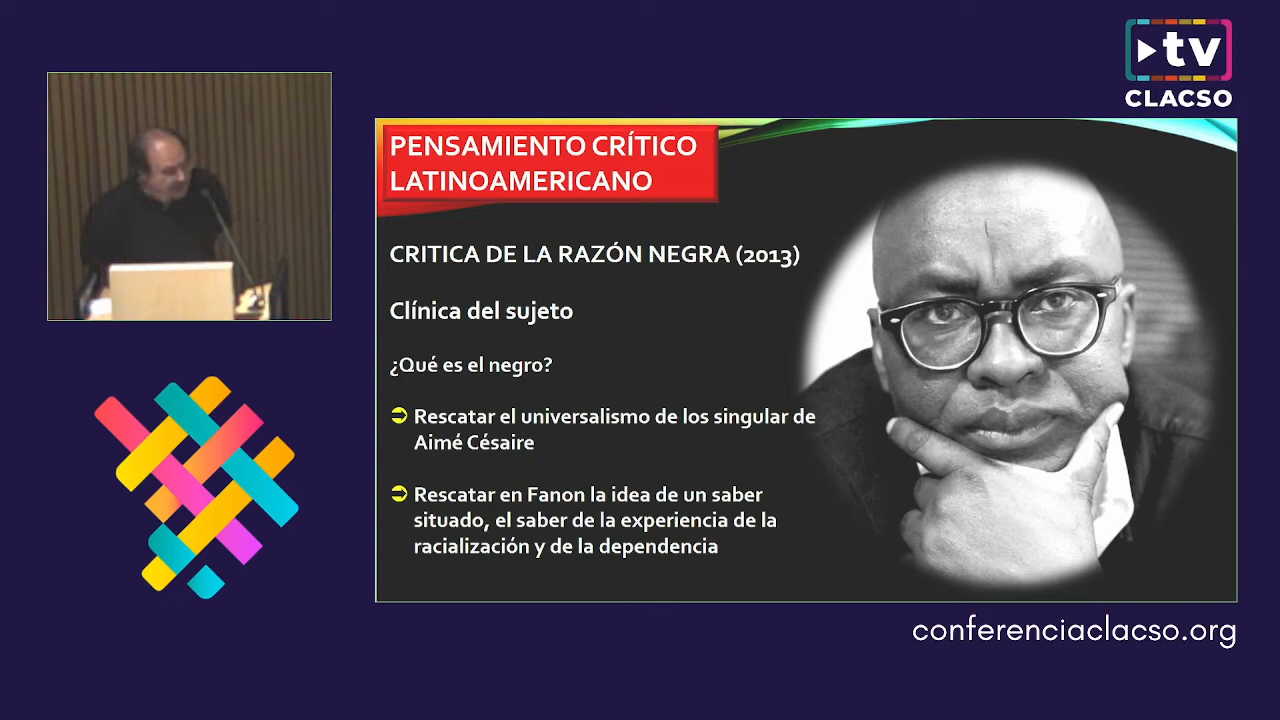 tv
CLACSO
PENSAMIENTO CRÍTICO
LATINOAMERICANO
CRITICA DE LA RAZÓN NEGRA (2013)
Clínica del sujeto
¿Qué es el negro?
Rescatar el universalismo de los singular de
Aimé Césaire
Rescatar en Fanon la idea de un saber
situado, el saber de la experiencia de la
racialización y de la dependencia
conferenciaclacso.org